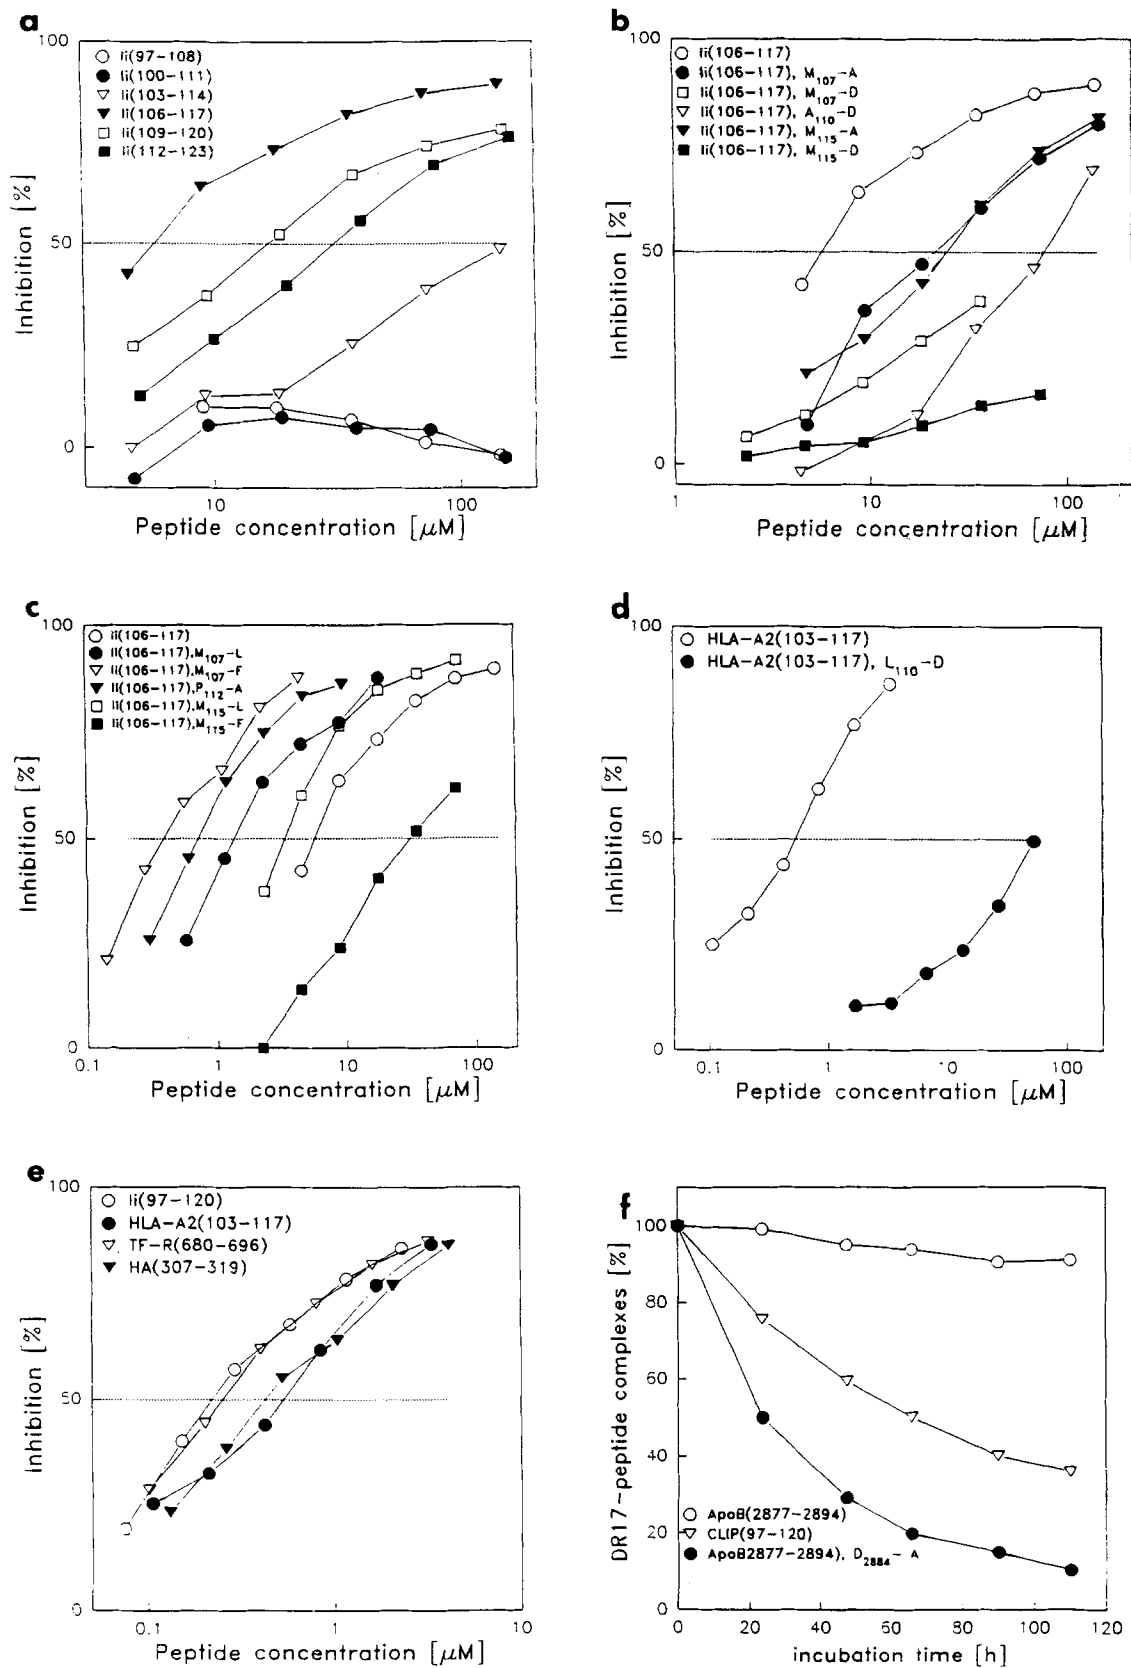 a
100
Ii(97-108)
Ii(100-111)
Ii(103-114)
Ii(106-117)
Ii(109-120)
Ii(112-123)
50
0
Inhibition [%]
10
100
Peptide concentration [μM]
b
100
Ii(106-117)
Ii(106-117), M107-A
Ii(106-117), M107-D
Ii(106-117), A110-D
Ii(106-117), M115-A
Ii(106-117), M115-D
50
0
Inhibition [%]
1
10
100
Peptide concentration [μM]
c
100
Ii(106-117)
Ii(106-117),M107-L
Ii(106-117),M107-F
Ii(106-117),P112-A
Ii(106-117),M115-L
Ii(106-117),M115-F
50
0
Inhibition [%]
0.1
1
10
100
Peptide concentration [μM]
d
100
HLA-A2(103-117)
HLA-A2(103-117), L110-D
50
0
Inhibition [%]
0.1
1
10
100
Peptide concentration [μM]
e
100
Ii(97-120)
HLA-A2(103-117)
TF-R(680-696)
HA(307-319)
50
0
Inhibition [%]
0.1
1
10
Peptide concentration [μM]
f
100
80
60
40
20
0
DR17-peptide complexes [%]
ApoB(2877-2894)
CLIP(97-120)
ApoB2877-2894), D2884- A
0
20
40
60
80
100
120
incubation time [h]